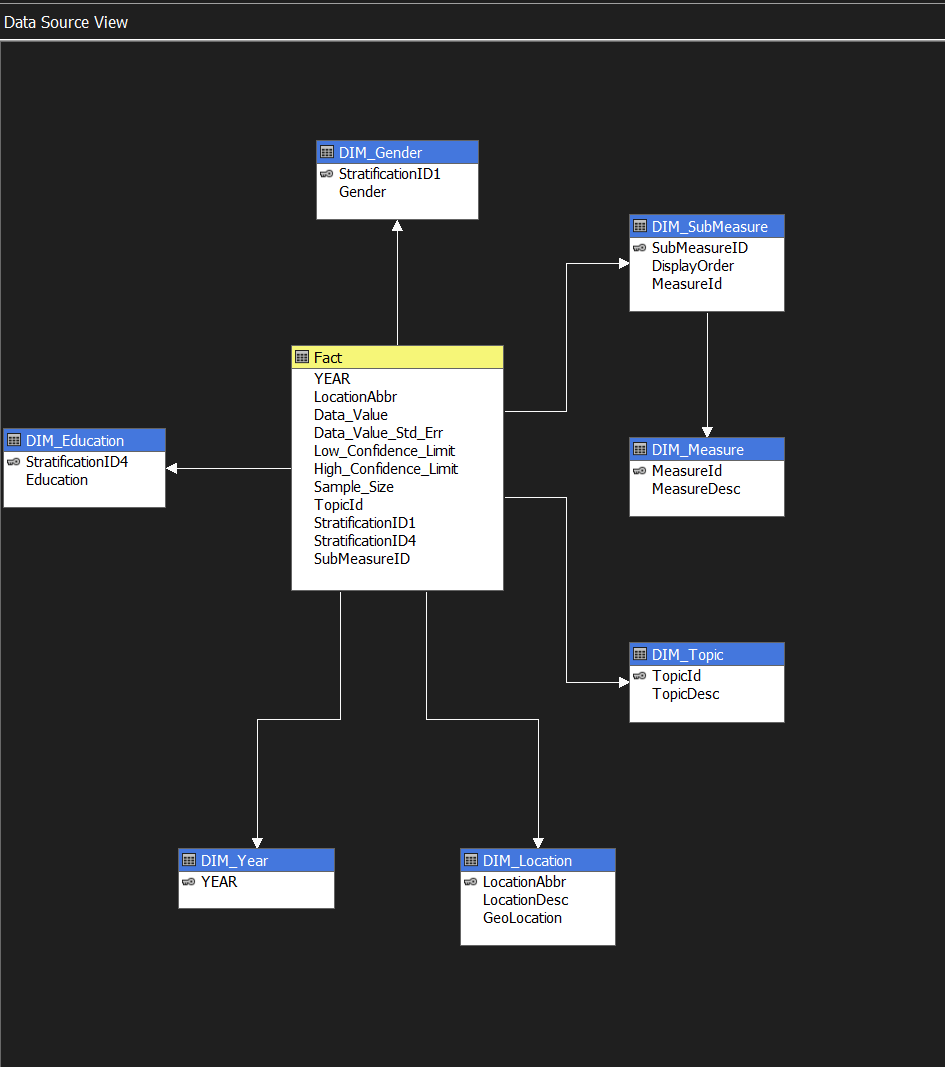 Data Source View
DIM_Gender
StratificationID1
Gender
DIM_SubMeasure
SubMeasureID
DisplayOrder
MeasureId
Fact
YEAR
LocationAbbr
Data_Value
Data_Value_Std_Err
Low_Confidence_Limit
High_Confidence_Limit
Sample_Size
TopicId
StratificationID1
StratificationID4
SubMeasureID
DIM_Education
StratificationID4
Education
DIM_Measure
MeasureId
MeasureDesc
DIM_Topic
TopicId
TopicDesc
DIM_Year
YEAR
DIM_Location
LocationAbbr
LocationDesc
GeoLocation